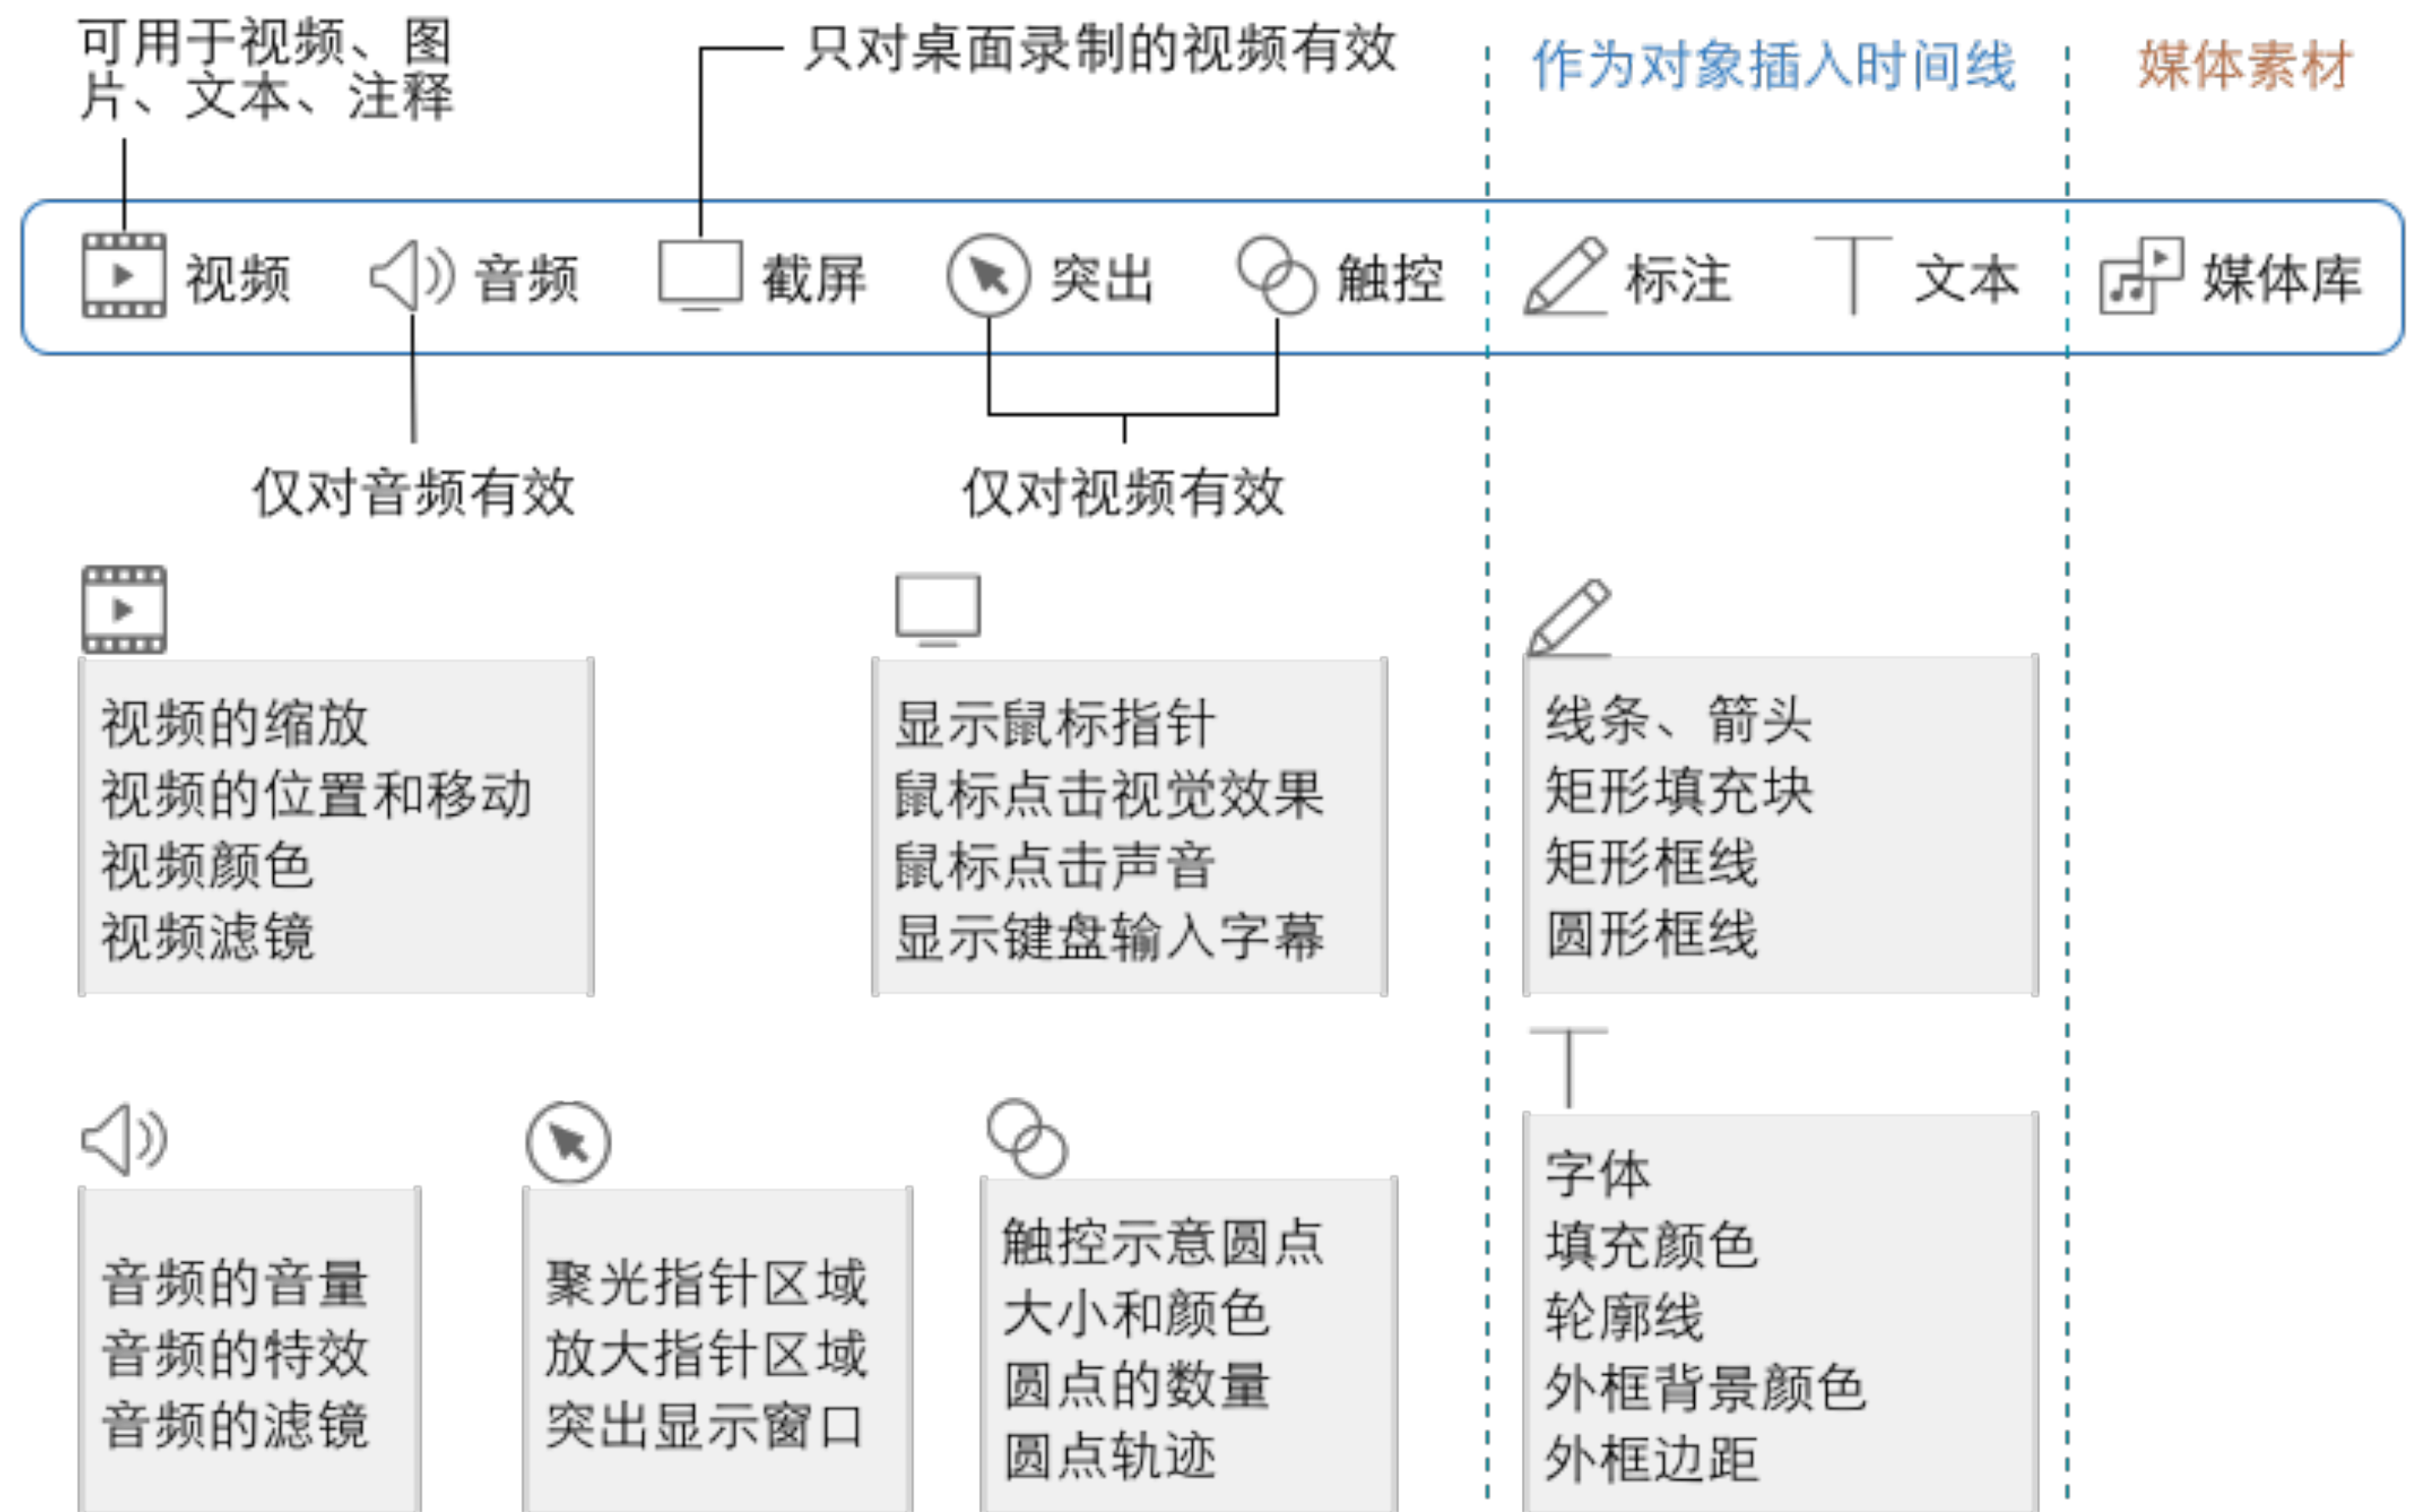 可用于视频、图
片、文本、注释
只对桌面录制的视频有效
作为对象插入时间线
媒体素材
视频
音频
截屏
突出
触控
标注
文本
媒体库
仅对音频有效
仅对视频有效
视频的缩放
视频的位置和移动
视频颜色
视频滤镜
显示鼠标指针
鼠标点击视觉效果
鼠标点击声音
显示键盘输入字幕
线条、箭头
矩形填充块
矩形框线
圆形框线
音频的音量
音频的特效
音频的滤镜
聚光指针区域
放大指针区域
突出显示窗口
触控示意圆点
大小和颜色
圆点的数量
圆点轨迹
字体
填充颜色
轮廓线
外框背景颜色
外框边距